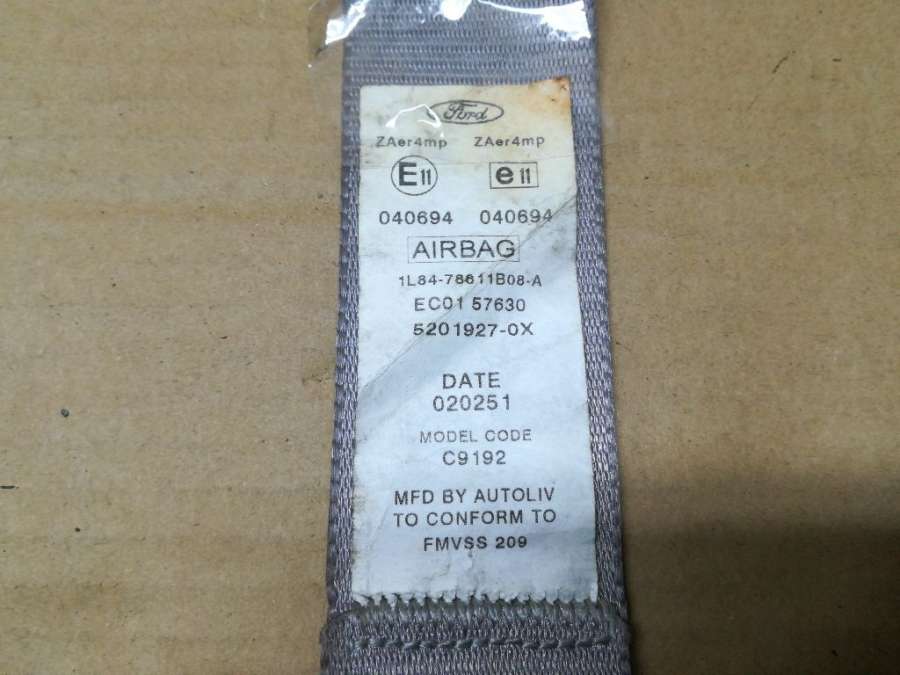 Ford
ZAer4mp ZAer4mp
E11 e11
040694 040694
AIRBAG
1L84-78611B08-A
EC01 57630
5201927-0X
DATE
020251
MODEL CODE
C9192
MFD BY AUTOLIV
TO CONFORM TO
FMVSS 209